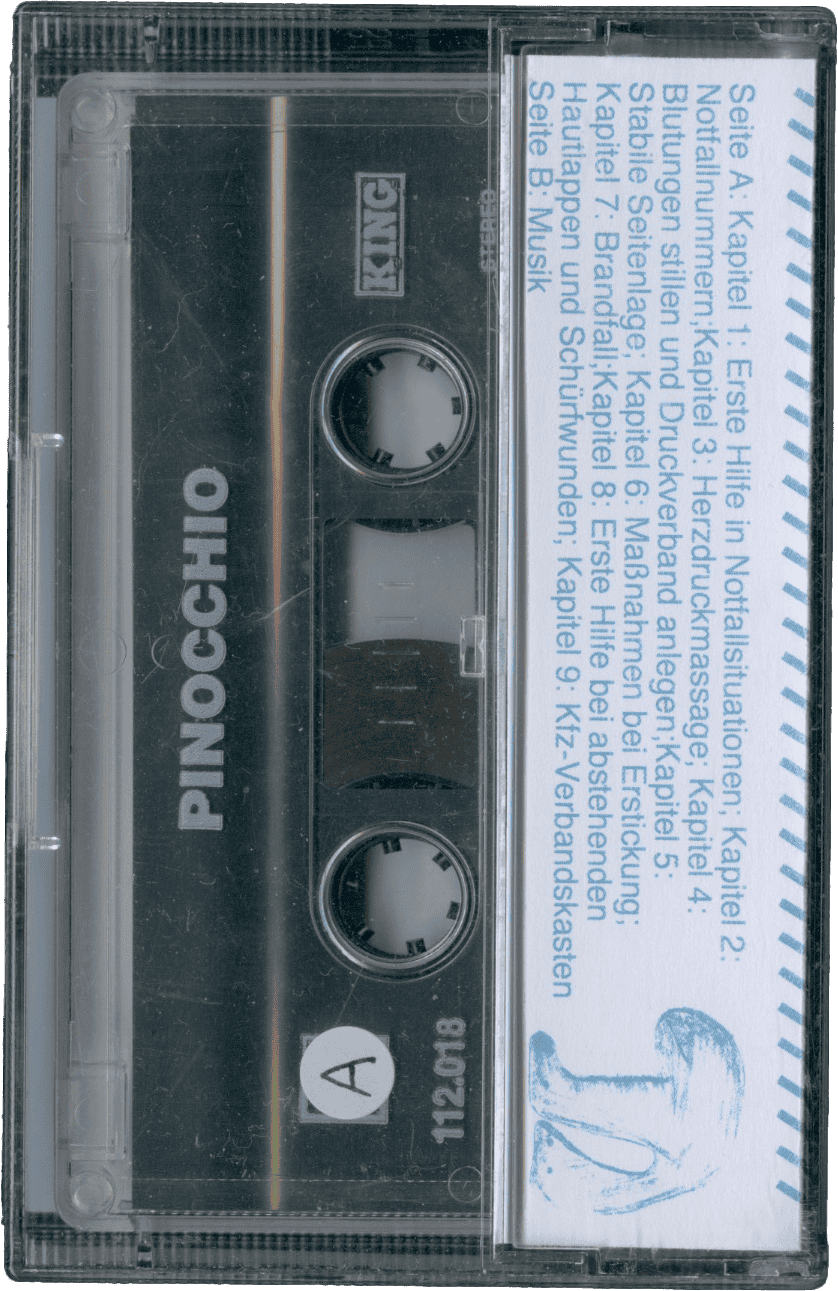 Seite A: Kapitel 1: Erste Hilfe in Notfallsituationen; Kapitel 2:
Notfallnummern;Kapitel 3: Herzdruckmassage; Kapitel 4:
Blutungen stillen und Druckverband anlegen;Kapitel 5:
Stabile Seitenlage; Kapitel 6: Maßnahmen bei Erstickung;
Kapitel 7: Brandfall;Kapitel 8: Erste Hilfe bei abstehenden
Hautlappen und Schürfwunden; Kapitel 9: Kfz-Verbandskasten
Seite B: Musik
STEREO
KING
112.018
A
PINOCCHIO